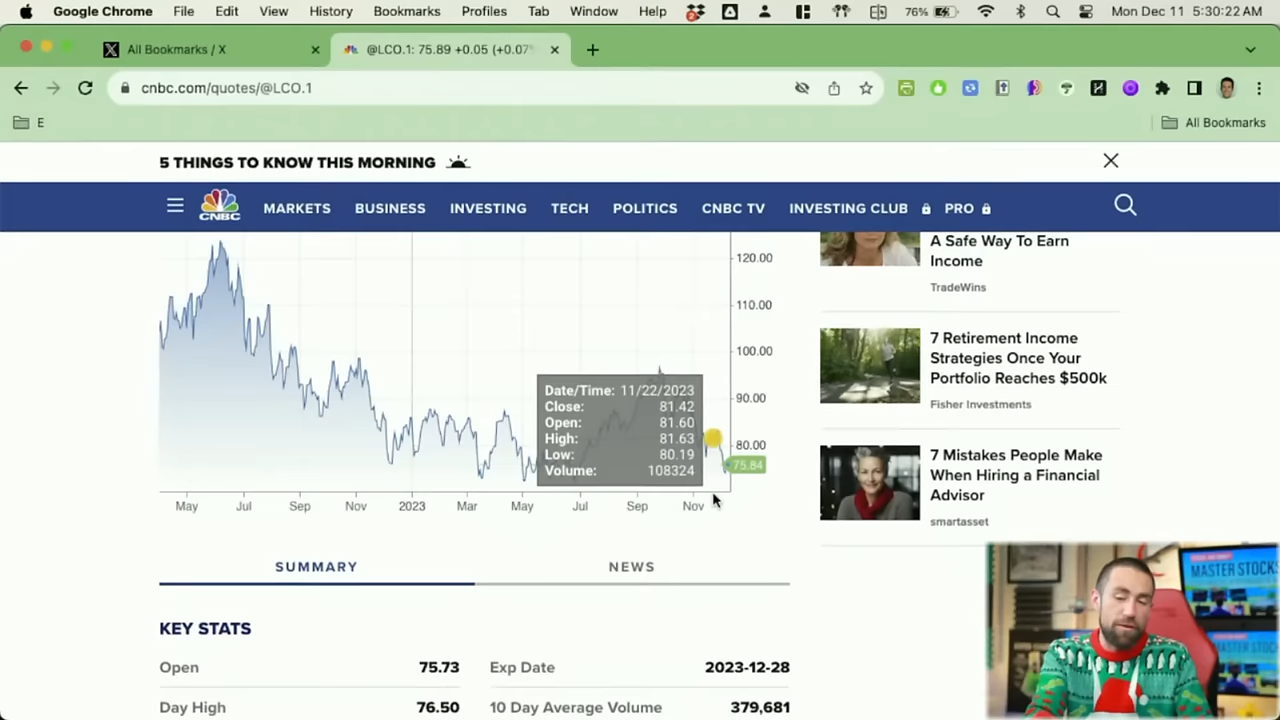 Google Chrome File Edit View History Bookmarks Profiles Tab Window Help 2 76% Mon Dec 11 5:30:22 AM
All Bookmarks / X
@LCO.1: 75.89 +0.05 (+0.07%
cnbc.com/quotes/@LCO.1
E
All Bookmarks
5 THINGS TO KNOW THIS MORNING
CNBC
MARKETS BUSINESS INVESTING TECH POLITICS CNBC TV INVESTING CLUB PRO
120.00
110.00
100.00
90.00
80.00
75.84
Date/Time: 11/22/2023
Close: 81.42
Open: 81.60
High: 81.63
Low: 80.19
Volume: 108324
May Jul Sep Nov 2023 Mar May Jul Sep Nov
A Safe Way To Earn
Income
TradeWins
7 Retirement Income
Strategies Once Your
Portfolio Reaches $500k
Fisher Investments
7 Mistakes People Make
When Hiring a Financial
Advisor
smartasset
SUMMARY NEWS
KEY STATS
Open 75.73 Exp Date 2023-12-28
Day High 76.50 10 Day Average Volume 379,681
MASTER STOCKS